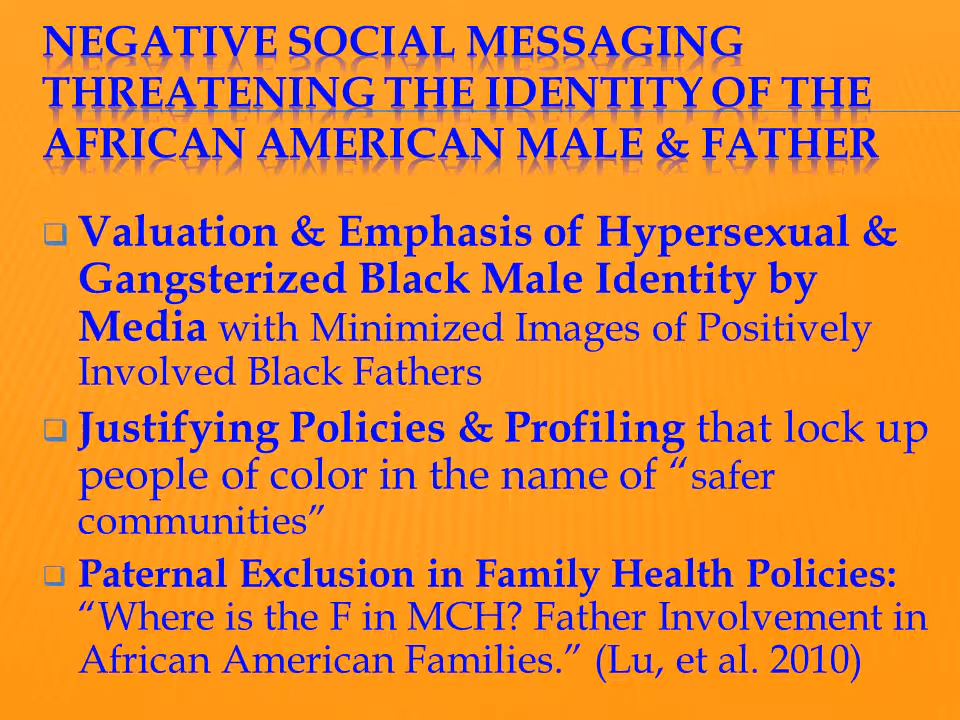 NEGATIVE SOCIAL MESSAGING
THREATENING THE IDENTITY OF THE
AFRICAN AMERICAN MALE & FATHER
Valuation & Emphasis of Hypersexual &
Gangsterized Black Male Identity by
Media with Minimized Images of Positively
Involved Black Fathers
Justifying Policies & Profiling that lock up
people of color in the name of “safer
communities”
Paternal Exclusion in Family Health Policies:
“Where is the F in MCH? Father Involvement in
African American Families.” (Lu, et al. 2010)